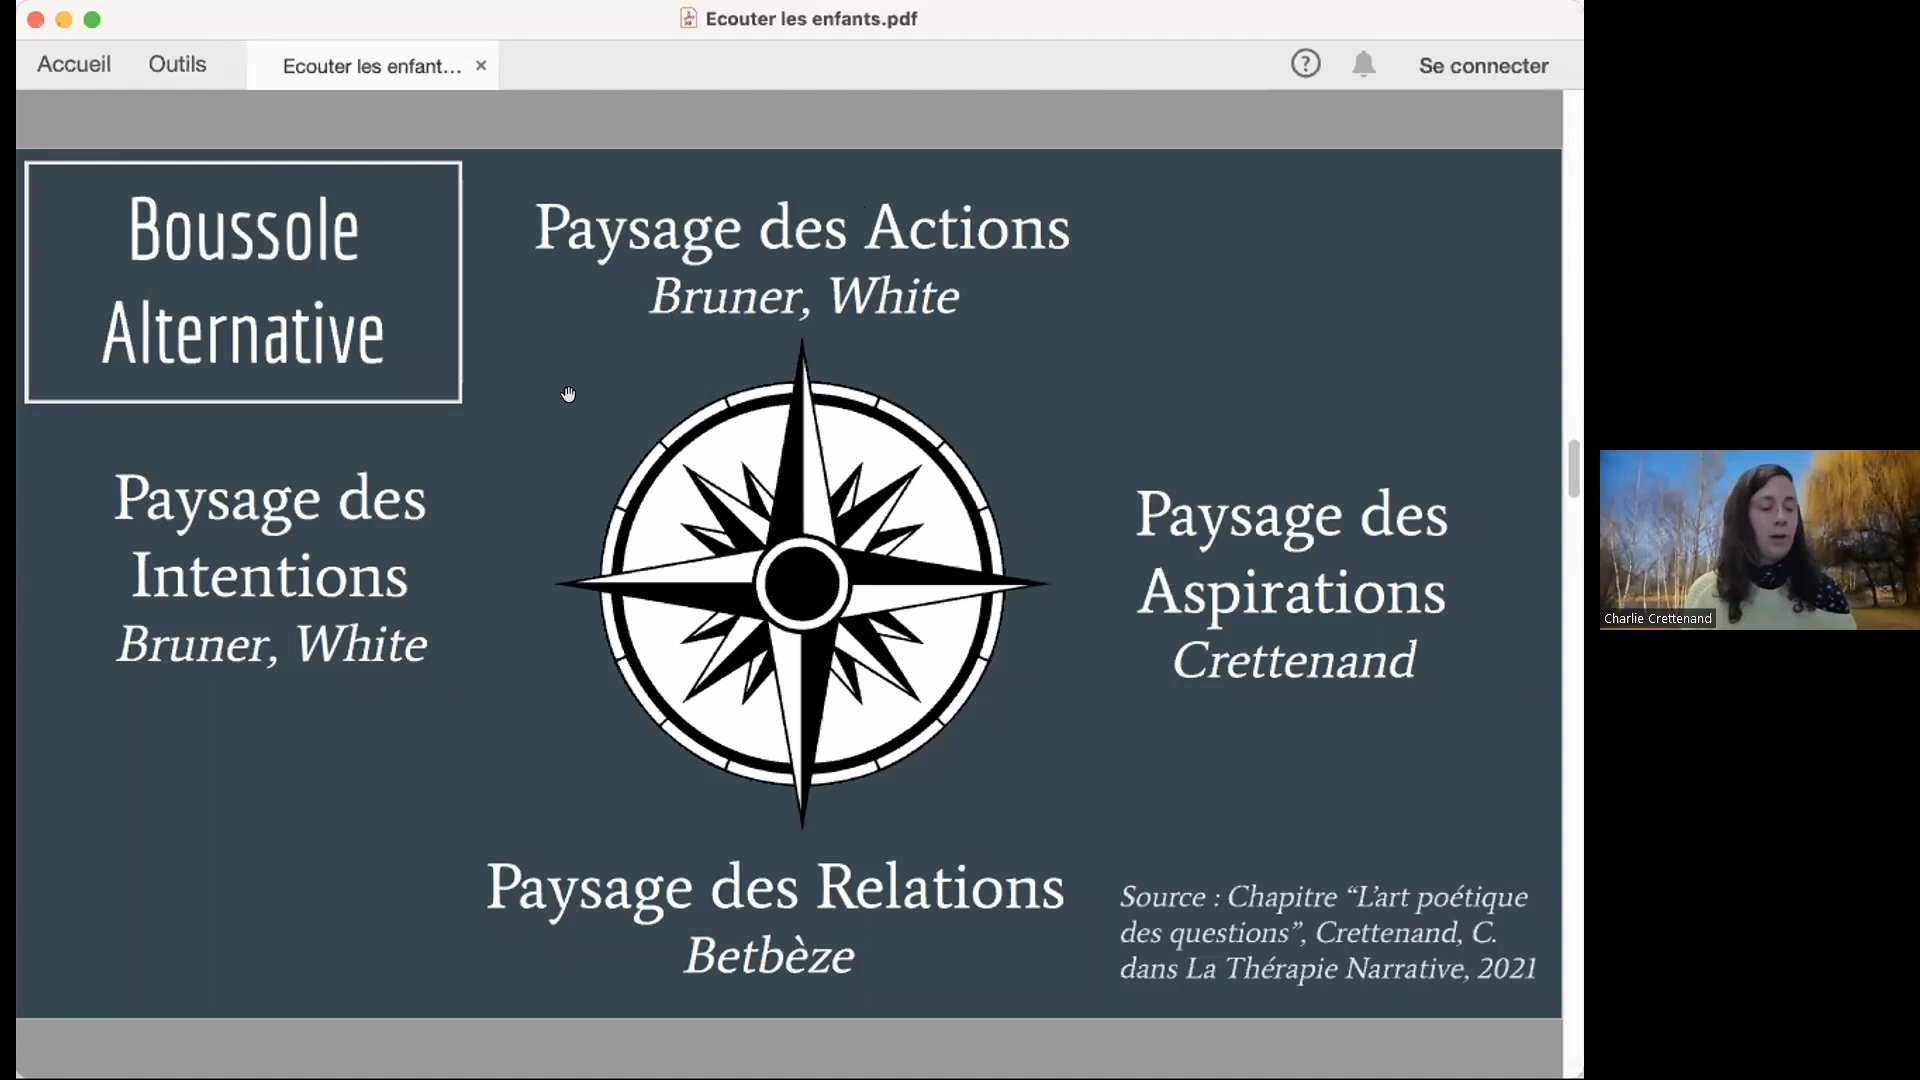 Ecouter les enfants.pdf
Accueil
Outils
Ecouter les enfant...
Se connecter
Boussole
Alternative
Paysage des Actions
Bruner, White
Paysage des
Intentions
Bruner, White
Paysage des
Aspirations
Crettenand
Charlie Crettenand
Paysage des Relations
Betbèze
Source : Chapitre “L’art poétique
des questions”, Crettenand, C.
dans La Thérapie Narrative, 2021